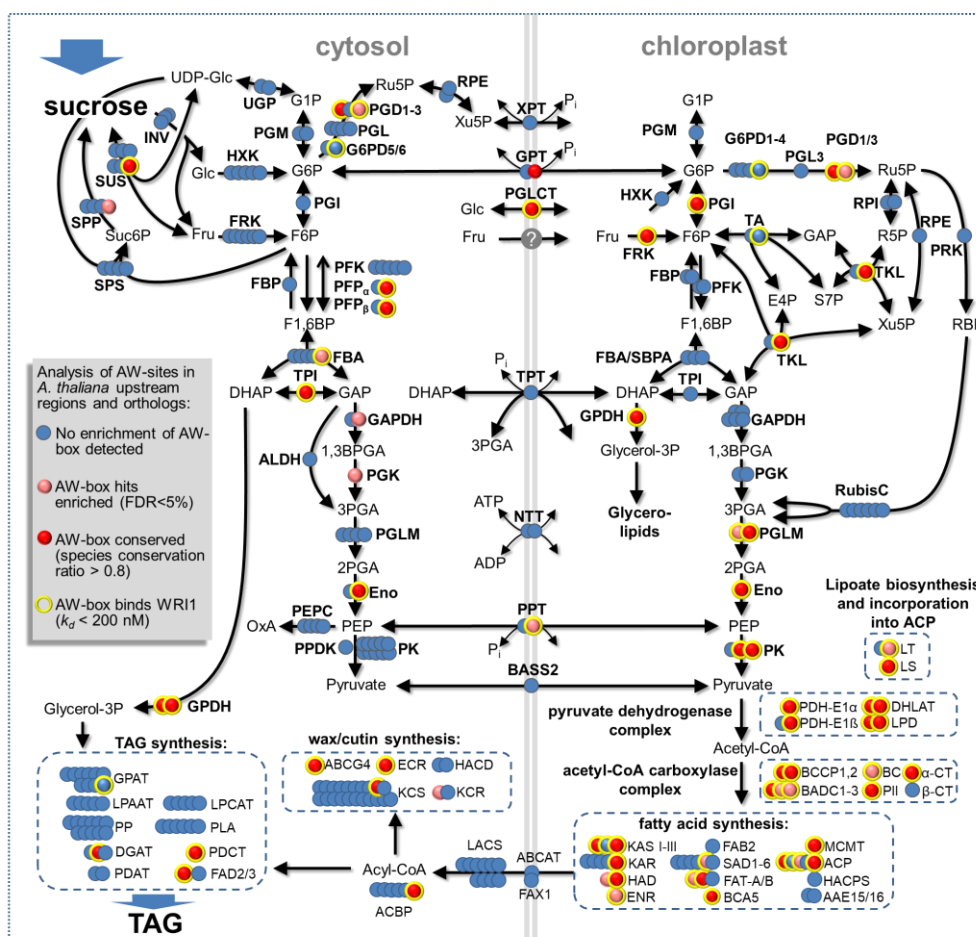 cytosol
chloroplast
UDP-Glc
UGP
G1P
Ru5P
RPE
PGD1-3
PGL
G6PD5/6
Xu5P
XPT
Pi
sucrose
INV
SUS
SPP
SPS
Suc6P
Glc
HXK
PGM
G6P
PGI
Fru
FRK
F6P
FBP
PFK
PFPα
PFPβ
F1,6BP
FBA
TPI
DHAP
GAP
GAPDH
1,3BPGA
ALDH
PGK
3PGA
PGLM
2PGA
Eno
PEPC
OxA
PEP
PPDK
PK
Pyruvate
GPT
Pi
PGLCT
Glc
Fru
?
DHAP
Pi
TPT
3PGA
ATP
NTT
ADP
PPT
Pi
BASS2
G1P
PGM
G6PD1-4
PGD1/3
PGL3
G6P
Ru5P
HXK
PGI
TA
RPI
RPE
PRK
Fru
FRK
F6P
GAP
R5P
FBP
PFK
E4P
S7P
TKL
Xu5P
F1,6BP
TKL
FBA/SBPA
DHAP
TPI
GAP
GPDH
GAPDH
Glycerol-3P
1,3BPGA
PGK
Glycero-
lipids
3PGA
RubisC
PGLM
2PGA
Eno
PEP
PK
Pyruvate
Analysis of AW-sites in
A. thaliana upstream
regions and orthologs:
No enrichment of AW-
box detected
AW-box hits
enriched (FDR<5%)
AW-box conserved
(species conservation
ratio > 0.8)
AW-box binds WRI1
(kd < 200 nM)
Lipoate biosynthesis
and incorporation
into ACP
LT
LS
pyruvate dehydrogenase
complex
PDH-E1α
DHLAT
PDH-E1ß
LPD
Acetyl-CoA
acetyl-CoA carboxylase
complex
BCCP1,2
BC
α-CT
BADC1-3
PII
β-CT
fatty acid synthesis:
KAS I-III
FAB2
MCMT
KAR
SAD1-6
ACP
HAD
FAT-A/B
HACPS
ENR
BCA5
AAE15/16
Glycerol-3P
GPDH
TAG synthesis:
GPAT
LPAAT
LPCAT
PP
PLA
DGAT
PDCT
PDAT
FAD2/3
TAG
wax/cutin synthesis:
ABCG4
ECR
HACD
KCS
KCR
Acyl-CoA
ACBP
LACS
ABCAT
FAX1